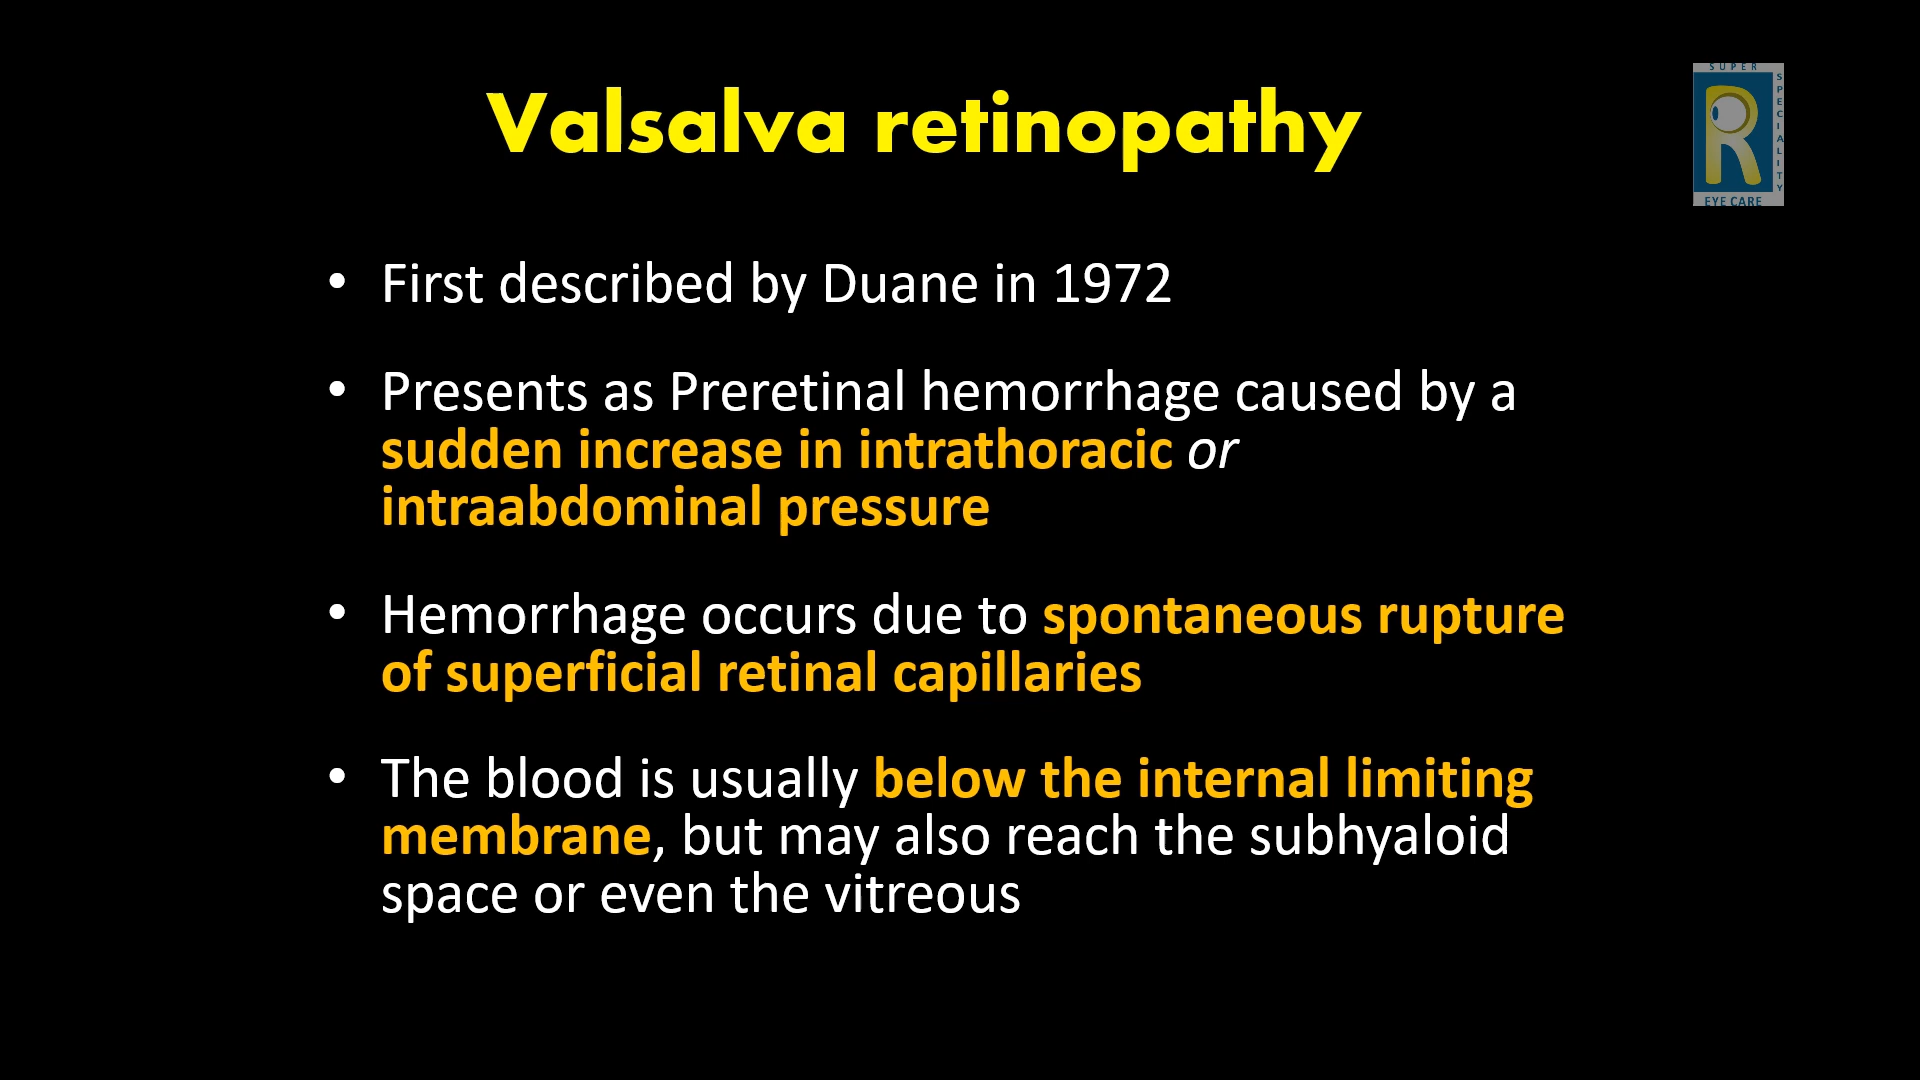 Valsalva retinopathy
SUPER
SPECIALITY
R
EYE CARE
• First described by Duane in 1972
• Presents as Preretinal hemorrhage caused by a
sudden increase in intrathoracic or
intraabdominal pressure
• Hemorrhage occurs due to spontaneous rupture
of superficial retinal capillaries
• The blood is usually below the internal limiting
membrane, but may also reach the subhyaloid
space or even the vitreous